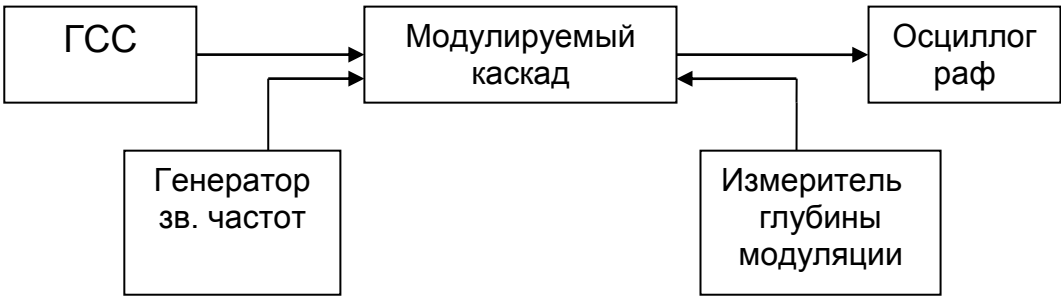 ГСС
Модулируемый
каскад
Осциллог
раф
Генератор
зв. частот
Измеритель
глубины
модуляции